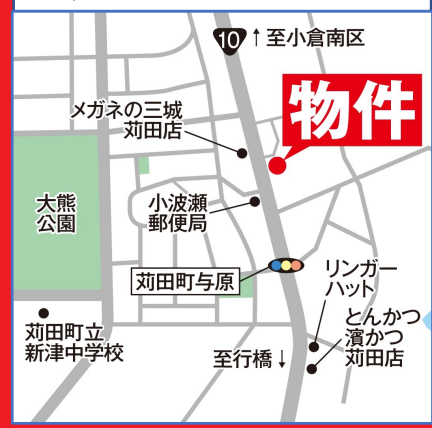 10 ↑至小倉南区
物件
メガネの三城
苅田店
大熊
公園
小波瀬
郵便局
苅田町与原
リンガー
ハット
とんかつ
濵かつ
苅田店
苅田町立
新津中学校
至行橋↓